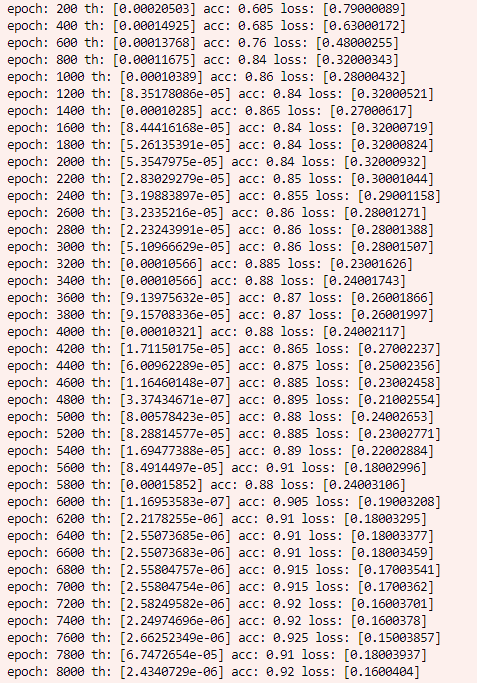 epoch: 200 th: [0.00020503] acc: 0.605 loss: [0.79000089]
epoch: 400 th: [0.00014925] acc: 0.685 loss: [0.63000172]
epoch: 600 th: [0.00013768] acc: 0.76 loss: [0.48000255]
epoch: 800 th: [0.00011675] acc: 0.84 loss: [0.32000343]
epoch: 1000 th: [0.00010389] acc: 0.86 loss: [0.28000432]
epoch: 1200 th: [8.35178086e-05] acc: 0.84 loss: [0.32000521]
epoch: 1400 th: [0.00010285] acc: 0.865 loss: [0.27000617]
epoch: 1600 th: [8.44416168e-05] acc: 0.84 loss: [0.32000719]
epoch: 1800 th: [5.26135391e-05] acc: 0.84 loss: [0.32000824]
epoch: 2000 th: [5.3547975e-05] acc: 0.84 loss: [0.32000932]
epoch: 2200 th: [2.83029279e-05] acc: 0.85 loss: [0.30001044]
epoch: 2400 th: [3.19883897e-05] acc: 0.855 loss: [0.29001158]
epoch: 2600 th: [3.2335216e-05] acc: 0.86 loss: [0.28001271]
epoch: 2800 th: [2.23243991e-05] acc: 0.86 loss: [0.28001388]
epoch: 3000 th: [5.10966629e-05] acc: 0.86 loss: [0.28001507]
epoch: 3200 th: [0.00010566] acc: 0.885 loss: [0.23001626]
epoch: 3400 th: [0.00010566] acc: 0.88 loss: [0.24001743]
epoch: 3600 th: [9.13975632e-05] acc: 0.87 loss: [0.26001866]
epoch: 3800 th: [9.15708336e-05] acc: 0.87 loss: [0.26001997]
epoch: 4000 th: [0.00010321] acc: 0.88 loss: [0.24002117]
epoch: 4200 th: [1.71150175e-05] acc: 0.865 loss: [0.27002237]
epoch: 4400 th: [6.00962289e-05] acc: 0.875 loss: [0.25002356]
epoch: 4600 th: [1.16460148e-07] acc: 0.885 loss: [0.23002458]
epoch: 4800 th: [3.37434671e-07] acc: 0.895 loss: [0.21002554]
epoch: 5000 th: [8.00578423e-05] acc: 0.88 loss: [0.24002653]
epoch: 5200 th: [8.28814577e-05] acc: 0.885 loss: [0.23002771]
epoch: 5400 th: [1.69477388e-05] acc: 0.89 loss: [0.22002884]
epoch: 5600 th: [8.4914497e-05] acc: 0.91 loss: [0.18002996]
epoch: 5800 th: [0.00015852] acc: 0.88 loss: [0.24003106]
epoch: 6000 th: [1.16953583e-07] acc: 0.905 loss: [0.19003208]
epoch: 6200 th: [2.2178255e-06] acc: 0.91 loss: [0.18003295]
epoch: 6400 th: [2.55073685e-06] acc: 0.91 loss: [0.18003377]
epoch: 6600 th: [2.55073683e-06] acc: 0.91 loss: [0.18003459]
epoch: 6800 th: [2.55804757e-06] acc: 0.915 loss: [0.17003541]
epoch: 7000 th: [2.55804754e-06] acc: 0.915 loss: [0.1700362]
epoch: 7200 th: [2.58249582e-06] acc: 0.92 loss: [0.16003701]
epoch: 7400 th: [2.24974696e-06] acc: 0.92 loss: [0.1600378]
epoch: 7600 th: [2.66252349e-06] acc: 0.925 loss: [0.15003857]
epoch: 7800 th: [6.7472654e-05] acc: 0.91 loss: [0.18003937]
epoch: 8000 th: [2.4340729e-06] acc: 0.92 loss: [0.1600404]